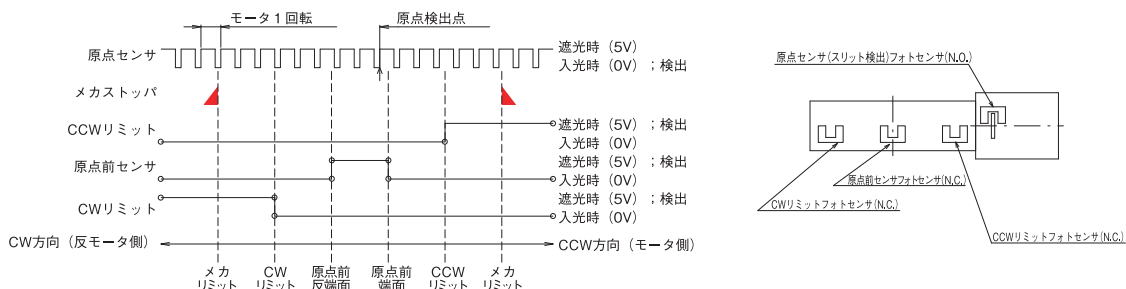 モータ1回転
原点検出点
原点センサ
遮光時（5V）
入光時（0V）；検出
メカストッパ
CCWリミット
遮光時（5V）；検出
入光時（0V）
原点前センサ
遮光時（5V）；検出
入光時（0V）
CWリミット
遮光時（5V）；検出
入光時（0V）
CW方向（反モータ側）
CCW方向（モータ側）
メカ
リミット
CW
リミット
原点前
反端面
原点前
端面
CCW
リミット
メカ
リミット
原点センサ(スリット検出)フォトセンサ(N.O.)
原点前センサフォトセンサ(N.C.)
CWリミットフォトセンサ(N.C.)
CCWリミットフォトセンサ(N.C.)